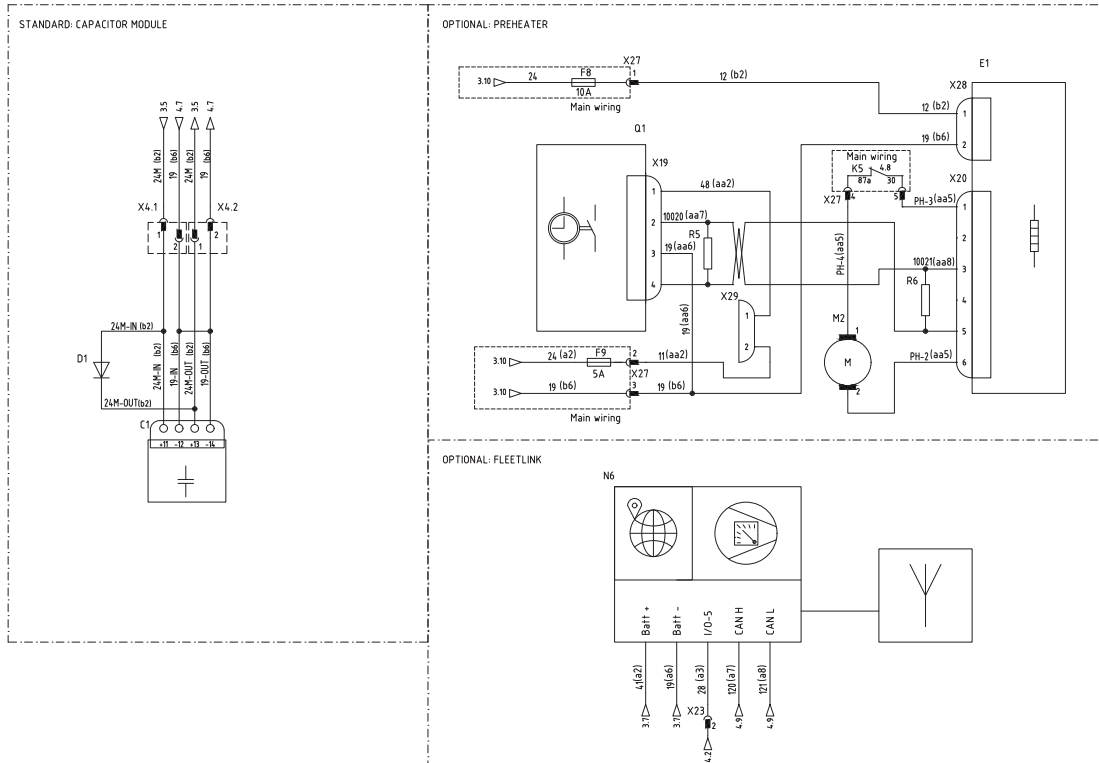 STANDARD: CAPACITOR MODULE
3.5
4.7
3.5
4.7
24M (b2)
19 (b6)
24M (b2)
19 (b6)
X4.1
X4.2
1
2
1
2
24M-IN (b2)
D1
24M-IN (b2)
19-IN (b6)
24M-OUT (b2)
19-OUT (b6)
24M-OUT(b2)
C1
+11
-12
+13
-14
OPTIONAL: PREHEATER
3.10
24
F8
10A
X27
1
12 (b2)
Main wiring
E1
X28
12 (b2)
1
19 (b6)
2
Q1
X19
1
48 (aa2)
2
10020 (aa7)
3
19(aa6)
4
R5
19 (aa6)
X29
1
2
Main wiring
K5
4.8
87a
30
X27
4
5
PH-3(aa5)
X20
1
2
3
4
5
6
10021(aa8)
R6
PH-4(aa5)
M2
1
M
2
PH-2(aa5)
3.10
24 (a2)
F9
5A
2
X27
11(aa2)
3.10
19 (b6)
3
19 (b6)
Main wiring
OPTIONAL: FLEETLINK
N6
Batt +
Batt -
I/O-5
CAN H
CAN L
41(a2)
19(a6)
28 (a3)
120 (a7)
121 (a8)
3.7
3.7
X23
2
4.2
4.9
4.9